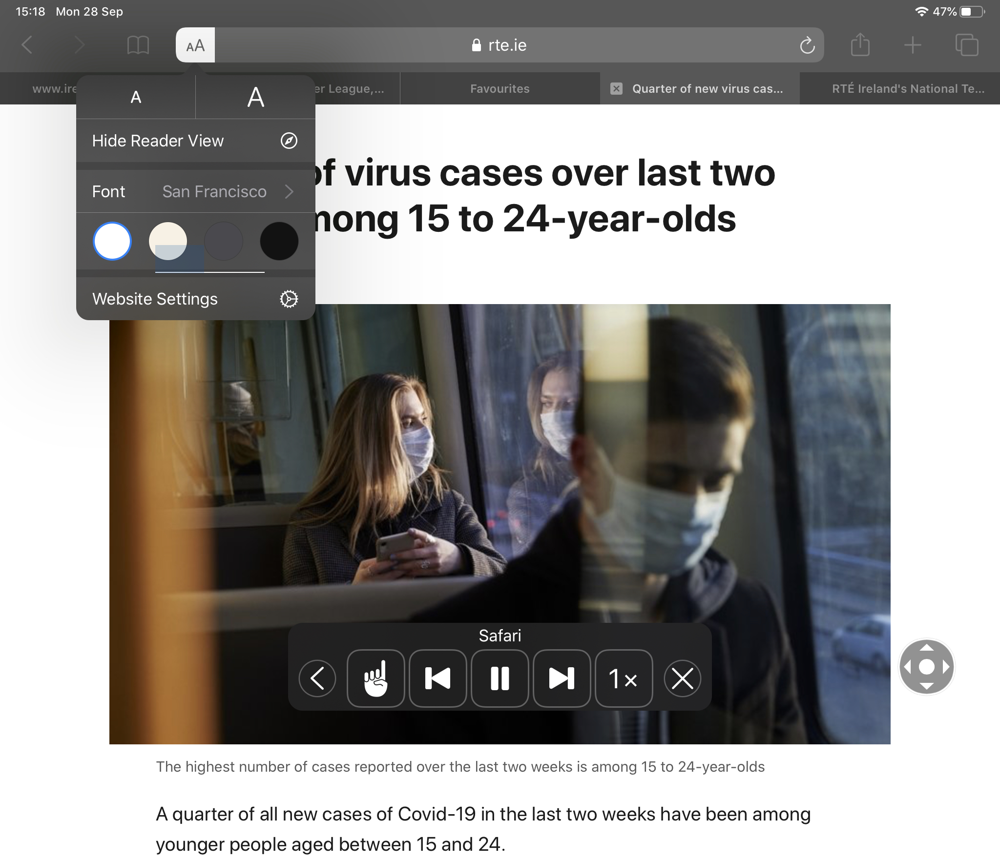 15:18 Mon 28 Sep 47%
AA rte.ie
www.ire er League,... Favourites Quarter of new virus cas... RTÉ Ireland's National Te...
A A
Hide Reader View
Font San Francisco
Website Settings
of virus cases over last two
mong 15 to 24-year-olds
Safari
1×
The highest number of cases reported over the last two weeks is among 15 to 24-year-olds
A quarter of all new cases of Covid-19 in the last two weeks have been among
younger people aged between 15 and 24.